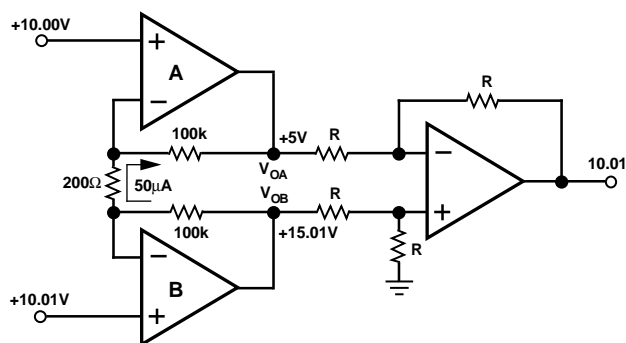 +10.00V
+
A
−
100k
+5V
R
R
V_OA
−
10.01
200Ω
50µA
V_OB
R
+
100k
+15.01V
R
−
B
+10.01V
+